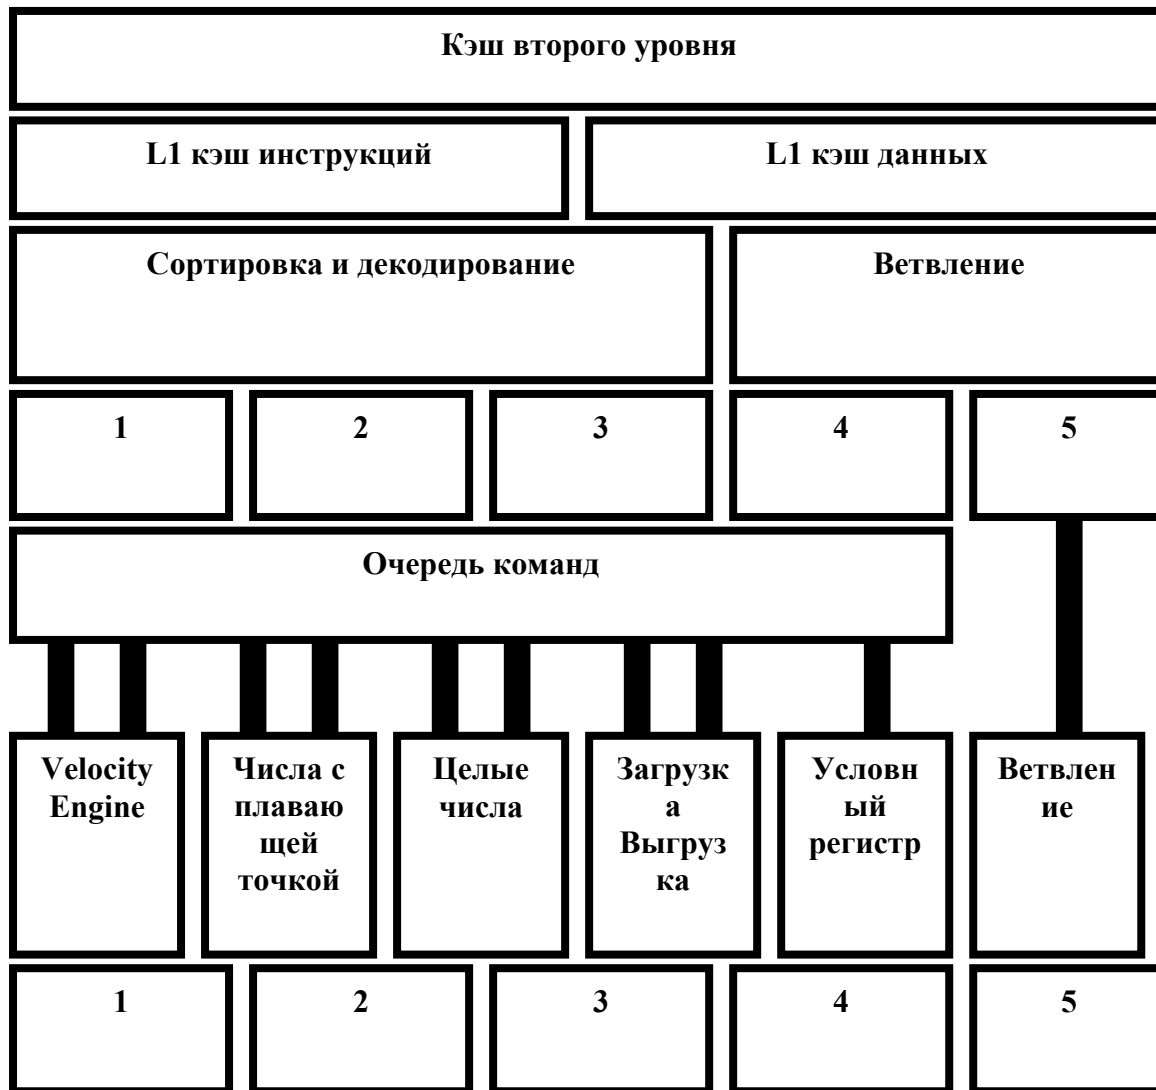 Кэш второго уровня
L1 кэш инструкций
L1 кэш данных
Сортировка и декодирование
Ветвление
1
2
3
4
5
Очередь команд
Velocity
Engine
Числа с
плаваю
щей
точкой
Целые
числа
Загрузк
а
Выгруз
ка
Условн
ый
регистр
Ветвлен
ие
1
2
3
4
5